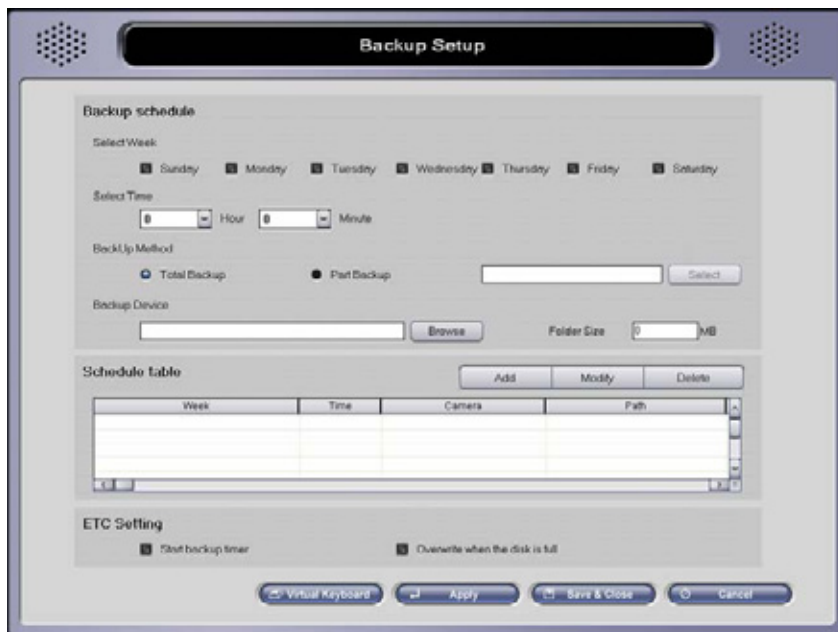 Backup Setup
Backup schedule
Select Week
Sunday Monday Tuesday Wednesday Thursday Friday Saturday
Select Time
0 Hour 0 Minute
BackUp Method
Total Backup Part Backup Select
Backup Device
Browse Folder Size 0 MB
Schedule table Add Modify Delete
Week Time Camera Path
ETC Setting
Start backup timer Overwrite when the disk is full
Virtual Keyboard Apply Save & Close Cancel